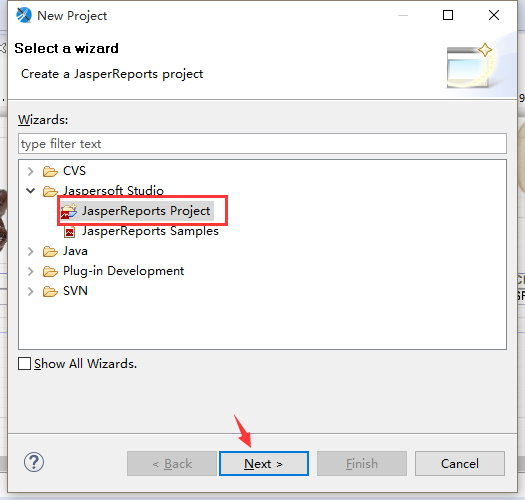 New Project
Select a wizard
Create a JasperReports project
Wizards:
type filter text
CVS
Jaspersoft Studio
JasperReports Project
JasperReports Samples
Java
Plug-in Development
SVN
Show All Wizards.
?
< Back
Next >
Finish
Cancel